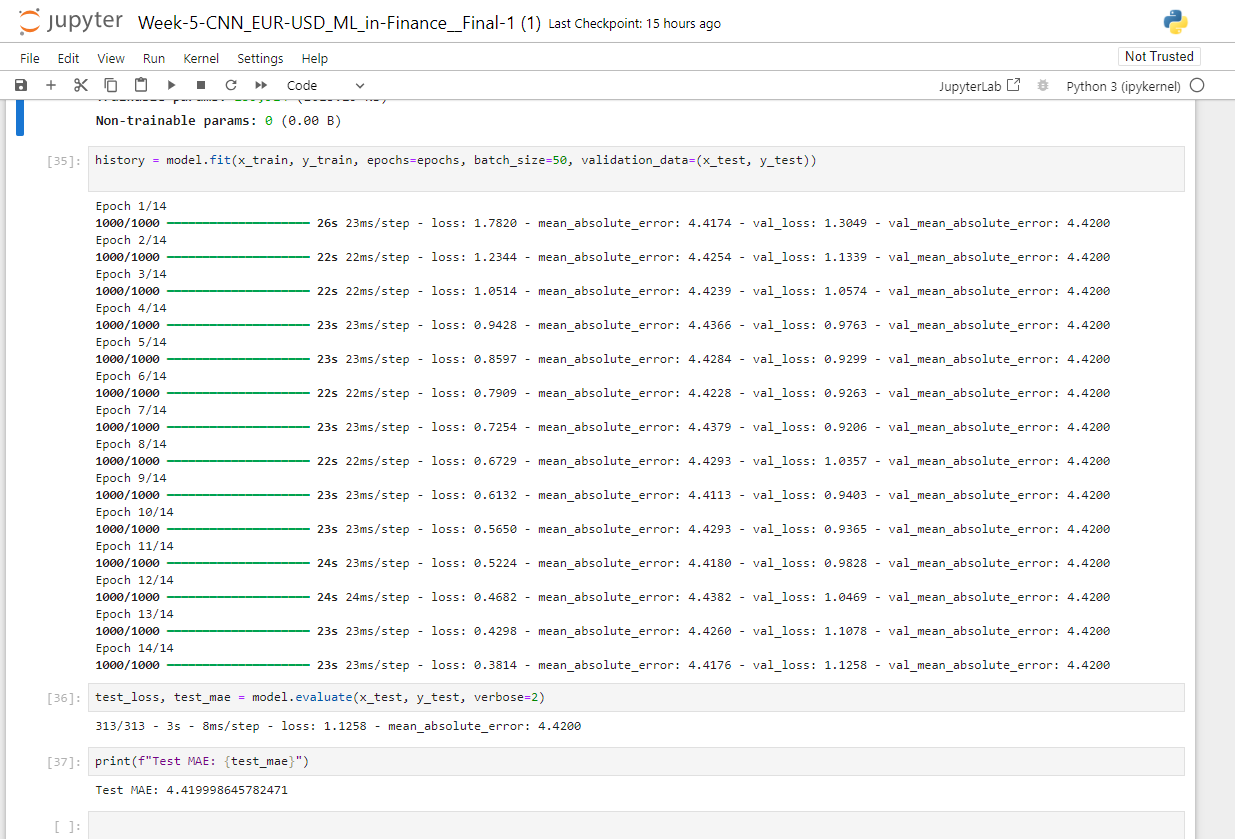 jupyter Week-5-CNN_EUR-USD_ML_in-Finance__Final-1 (1) Last Checkpoint: 15 hours ago
File Edit View Run Kernel Settings Help Not Trusted
Code JupyterLab Python 3 (ipykernel)
Non-trainable params: 0 (0.00 B)
[35]: history = model.fit(x_train, y_train, epochs=epochs, batch_size=50, validation_data=(x_test, y_test))
Epoch 1/14
1000/1000 26s 23ms/step - loss: 1.7820 - mean_absolute_error: 4.4174 - val_loss: 1.3049 - val_mean_absolute_error: 4.4200
Epoch 2/14
1000/1000 22s 22ms/step - loss: 1.2344 - mean_absolute_error: 4.4254 - val_loss: 1.1339 - val_mean_absolute_error: 4.4200
Epoch 3/14
1000/1000 22s 22ms/step - loss: 1.0514 - mean_absolute_error: 4.4239 - val_loss: 1.0574 - val_mean_absolute_error: 4.4200
Epoch 4/14
1000/1000 23s 23ms/step - loss: 0.9428 - mean_absolute_error: 4.4366 - val_loss: 0.9763 - val_mean_absolute_error: 4.4200
Epoch 5/14
1000/1000 23s 23ms/step - loss: 0.8597 - mean_absolute_error: 4.4284 - val_loss: 0.9299 - val_mean_absolute_error: 4.4200
Epoch 6/14
1000/1000 22s 22ms/step - loss: 0.7909 - mean_absolute_error: 4.4228 - val_loss: 0.9263 - val_mean_absolute_error: 4.4200
Epoch 7/14
1000/1000 23s 23ms/step - loss: 0.7254 - mean_absolute_error: 4.4379 - val_loss: 0.9206 - val_mean_absolute_error: 4.4200
Epoch 8/14
1000/1000 22s 22ms/step - loss: 0.6729 - mean_absolute_error: 4.4293 - val_loss: 1.0357 - val_mean_absolute_error: 4.4200
Epoch 9/14
1000/1000 23s 23ms/step - loss: 0.6132 - mean_absolute_error: 4.4113 - val_loss: 0.9403 - val_mean_absolute_error: 4.4200
Epoch 10/14
1000/1000 23s 23ms/step - loss: 0.5650 - mean_absolute_error: 4.4293 - val_loss: 0.9365 - val_mean_absolute_error: 4.4200
Epoch 11/14
1000/1000 24s 23ms/step - loss: 0.5224 - mean_absolute_error: 4.4180 - val_loss: 0.9828 - val_mean_absolute_error: 4.4200
Epoch 12/14
1000/1000 24s 24ms/step - loss: 0.4682 - mean_absolute_error: 4.4382 - val_loss: 1.0469 - val_mean_absolute_error: 4.4200
Epoch 13/14
1000/1000 23s 23ms/step - loss: 0.4298 - mean_absolute_error: 4.4260 - val_loss: 1.1078 - val_mean_absolute_error: 4.4200
Epoch 14/14
1000/1000 23s 23ms/step - loss: 0.3814 - mean_absolute_error: 4.4176 - val_loss: 1.1258 - val_mean_absolute_error: 4.4200
[36]: test_loss, test_mae = model.evaluate(x_test, y_test, verbose=2)
313/313 - 3s - 8ms/step - loss: 1.1258 - mean_absolute_error: 4.4200
[37]: print(f"Test MAE: {test_mae}")
Test MAE: 4.419998645782471
[ ]: